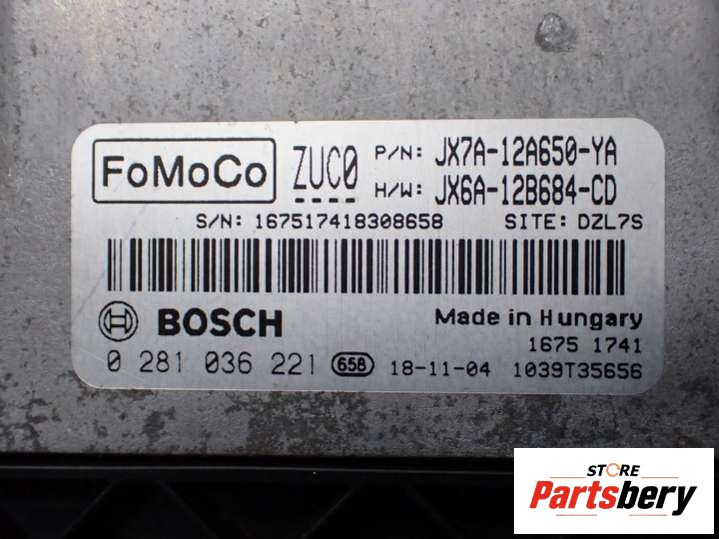 FoMoCo ZUC0 P/N: JX7A-12A650-YA
H/W: JX6A-12B684-CD
S/N: 167517418308658 SITE: DZL7S
BOSCH Made in Hungary
1675 1741
0 281 036 221 658 18-11-04 1039T35656
STORE
Partsbery